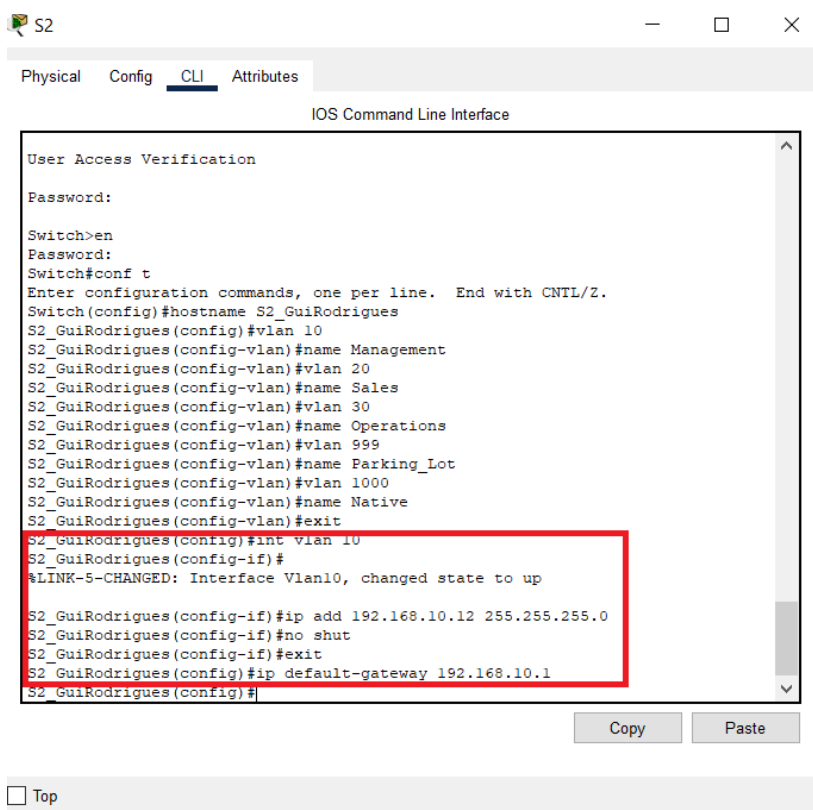 S2
Physical Config CLI Attributes
IOS Command Line Interface
User Access Verification
Password:
Switch>en
Password:
Switch#conf t
Enter configuration commands, one per line.  End with CNTL/Z.
Switch(config)#hostname S2_GuiRodrigues
S2_GuiRodrigues(config)#vlan 10
S2_GuiRodrigues(config-vlan)#name Management
S2_GuiRodrigues(config-vlan)#vlan 20
S2_GuiRodrigues(config-vlan)#name Sales
S2_GuiRodrigues(config-vlan)#vlan 30
S2_GuiRodrigues(config-vlan)#name Operations
S2_GuiRodrigues(config-vlan)#vlan 999
S2_GuiRodrigues(config-vlan)#name Parking_Lot
S2_GuiRodrigues(config-vlan)#vlan 1000
S2_GuiRodrigues(config-vlan)#name Native
S2_GuiRodrigues(config-vlan)#exit
S2_GuiRodrigues(config)#int vlan 10
S2_GuiRodrigues(config-if)#
%LINK-5-CHANGED: Interface Vlan10, changed state to up
S2_GuiRodrigues(config-if)#ip add 192.168.10.12 255.255.255.0
S2_GuiRodrigues(config-if)#no shut
S2_GuiRodrigues(config-if)#exit
S2_GuiRodrigues(config)#ip default-gateway 192.168.10.1
S2_GuiRodrigues(config)#
Copy Paste
Top